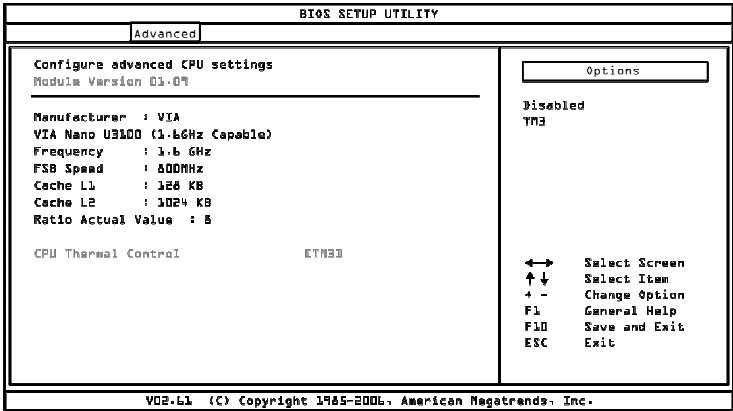 BIOS SETUP UTILITY
Advanced
Configure advanced CPU settings
Module Version 01.09
Manufacturer : VIA
VIA Nano U3100 (1.6GHz Capable)
Frequency : 1.6 GHz
FSB Speed : 800MHz
Cache L1 : 128 KB
Cache L2 : 1024 KB
Ratio Actual Value : 8
CPU Thermal Control [TM3]
Options
Disabled
TM3
←→ Select Screen
↑↓ Select Item
+ - Change Option
F1 General Help
F10 Save and Exit
ESC Exit
V02.61 (C) Copyright 1985-2006, American Megatrends, Inc.